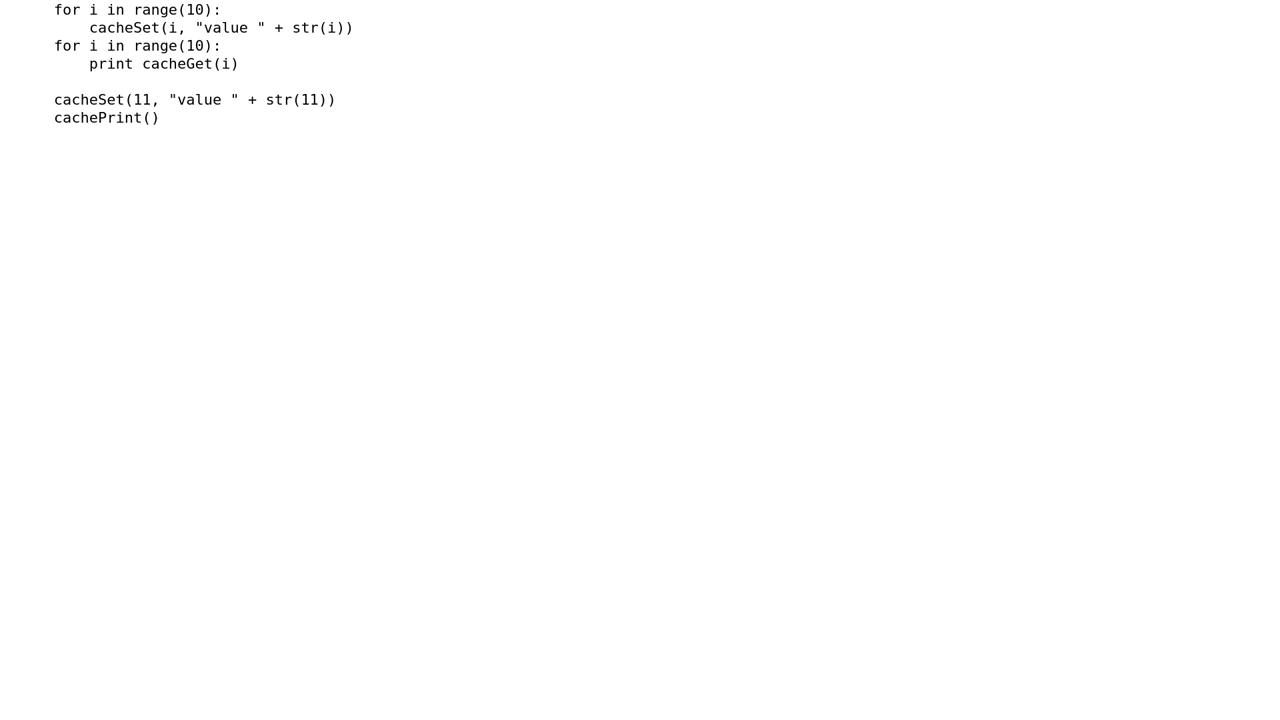 for i in range(10):
    cacheSet(i, "value " + str(i))
for i in range(10):
    print cacheGet(i)

cacheSet(11, "value " + str(11))
cachePrint()